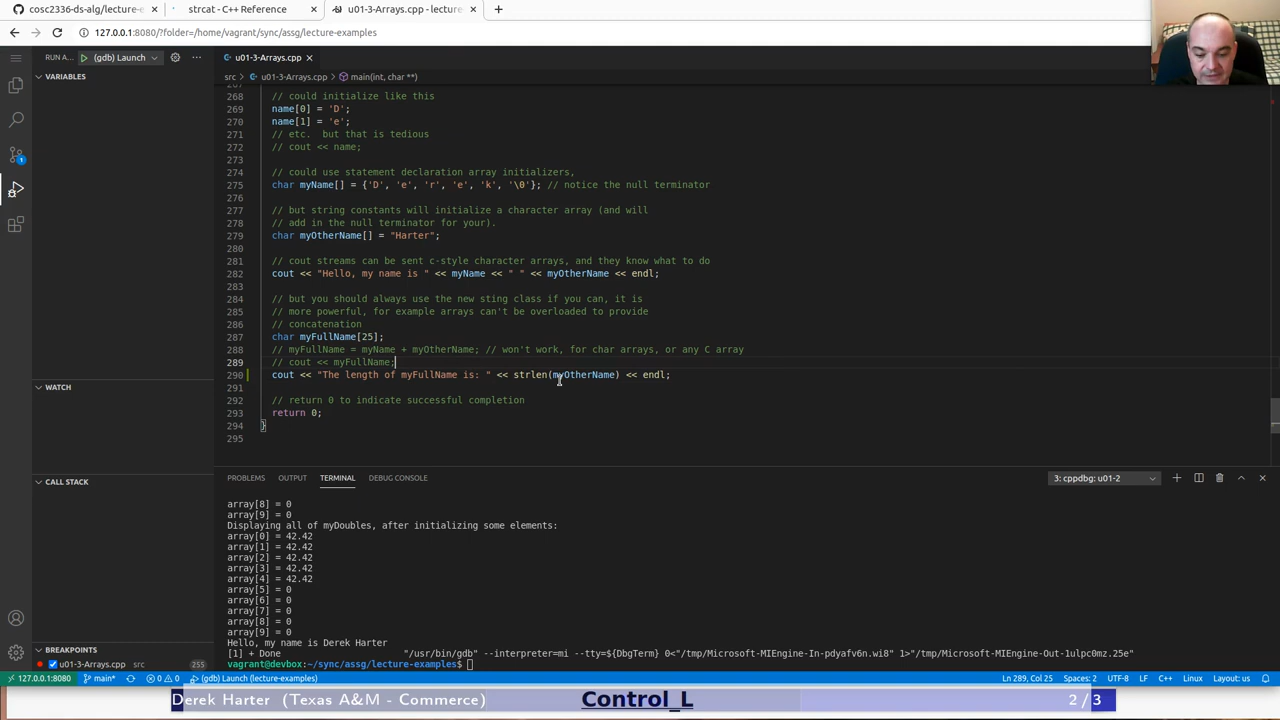 cosc2336-ds-alg/lecture-e
strcat - C++ Reference
u01-3-Arrays.cpp - lecture-
127.0.0.1:8080/?folder=/home/vagrant/sync/assg/lecture-examples
RUN A...
(gdb) Launch
u01-3-Arrays.cpp
VARIABLES
src > u01-3-Arrays.cpp > main(int, char **)
268 // could initialize like this
269 name[0] = 'D';
270 name[1] = 'e';
271 // etc.  but that is tedious
272 // cout << name;
273
274 // could use statement declaration array initializers,
275 char myName[] = {'D', 'e', 'r', 'e', 'k', '\0'}; // notice the null terminator
276
277 // but string constants will initialize a character array (and will
278 // add in the null terminator for your).
279 char myOtherName[] = "Harter";
280
281 // cout streams can be sent c-style character arrays, and they know what to do
282 cout << "Hello, my name is " << myName << " " << myOtherName << endl;
283
284 // but you should always use the new sting class if you can, it is
285 // more powerful, for example arrays can't be overloaded to provide
286 // concatenation
287 char myFullName[25];
288 // myFullName = myName + myOtherName; // won't work, for char arrays, or any C array
289 // cout << myFullName;
290 cout << "The length of myFullName is: " << strlen(myOtherName) << endl;
291
292 // return 0 to indicate successful completion
293 return 0;
294 }
295
WATCH
CALL STACK
BREAKPOINTS
u01-3-Arrays.cpp src 255
PROBLEMS OUTPUT TERMINAL DEBUG CONSOLE
3: cppdbg: u01-2
array[8] = 0
array[9] = 0
Displaying all of myDoubles, after initializing some elements:
array[0] = 42.42
array[1] = 42.42
array[2] = 42.42
array[3] = 42.42
array[4] = 42.42
array[5] = 0
array[6] = 0
array[7] = 0
array[8] = 0
array[9] = 0
Hello, my name is Derek Harter
[1] + Done "/usr/bin/gdb" --interpreter=mi --tty=${DbgTerm} 0<"/tmp/Microsoft-MIEngine-In-pdyafv6n.wi8" 1>"/tmp/Microsoft-MIEngine-Out-1ulpc0mz.25e"
vagrant@devbox:~/sync/assg/lecture-examples$
127.0.0.1:8080 main* 0 0 (gdb) Launch (lecture-examples)
Ln 289, Col 25 Spaces: 2 UTF-8 LF C++ Linux Layout: us
Derek Harter (Texas A&M - Commerce) Control_L 2 / 3